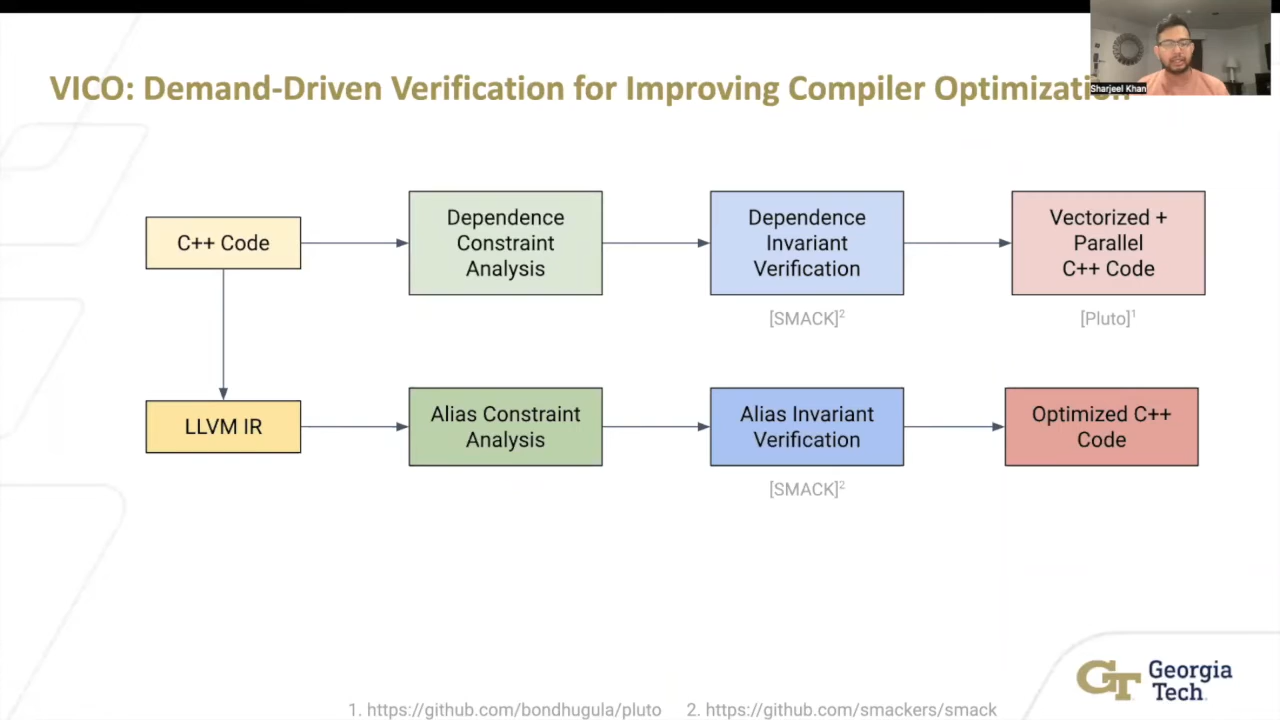 Sharjeel Khan
VICO: Demand-Driven Verification for Improving Compiler Optimization
C++ Code
Dependence
Constraint
Analysis
Dependence
Invariant
Verification
Vectorized +
Parallel
C++ Code
[SMACK]2
[Pluto]1
LLVM IR
Alias Constraint
Analysis
Alias Invariant
Verification
Optimized C++
Code
[SMACK]2
GT Georgia
Tech
1. https://github.com/bondhugula/pluto 2. https://github.com/smackers/smack